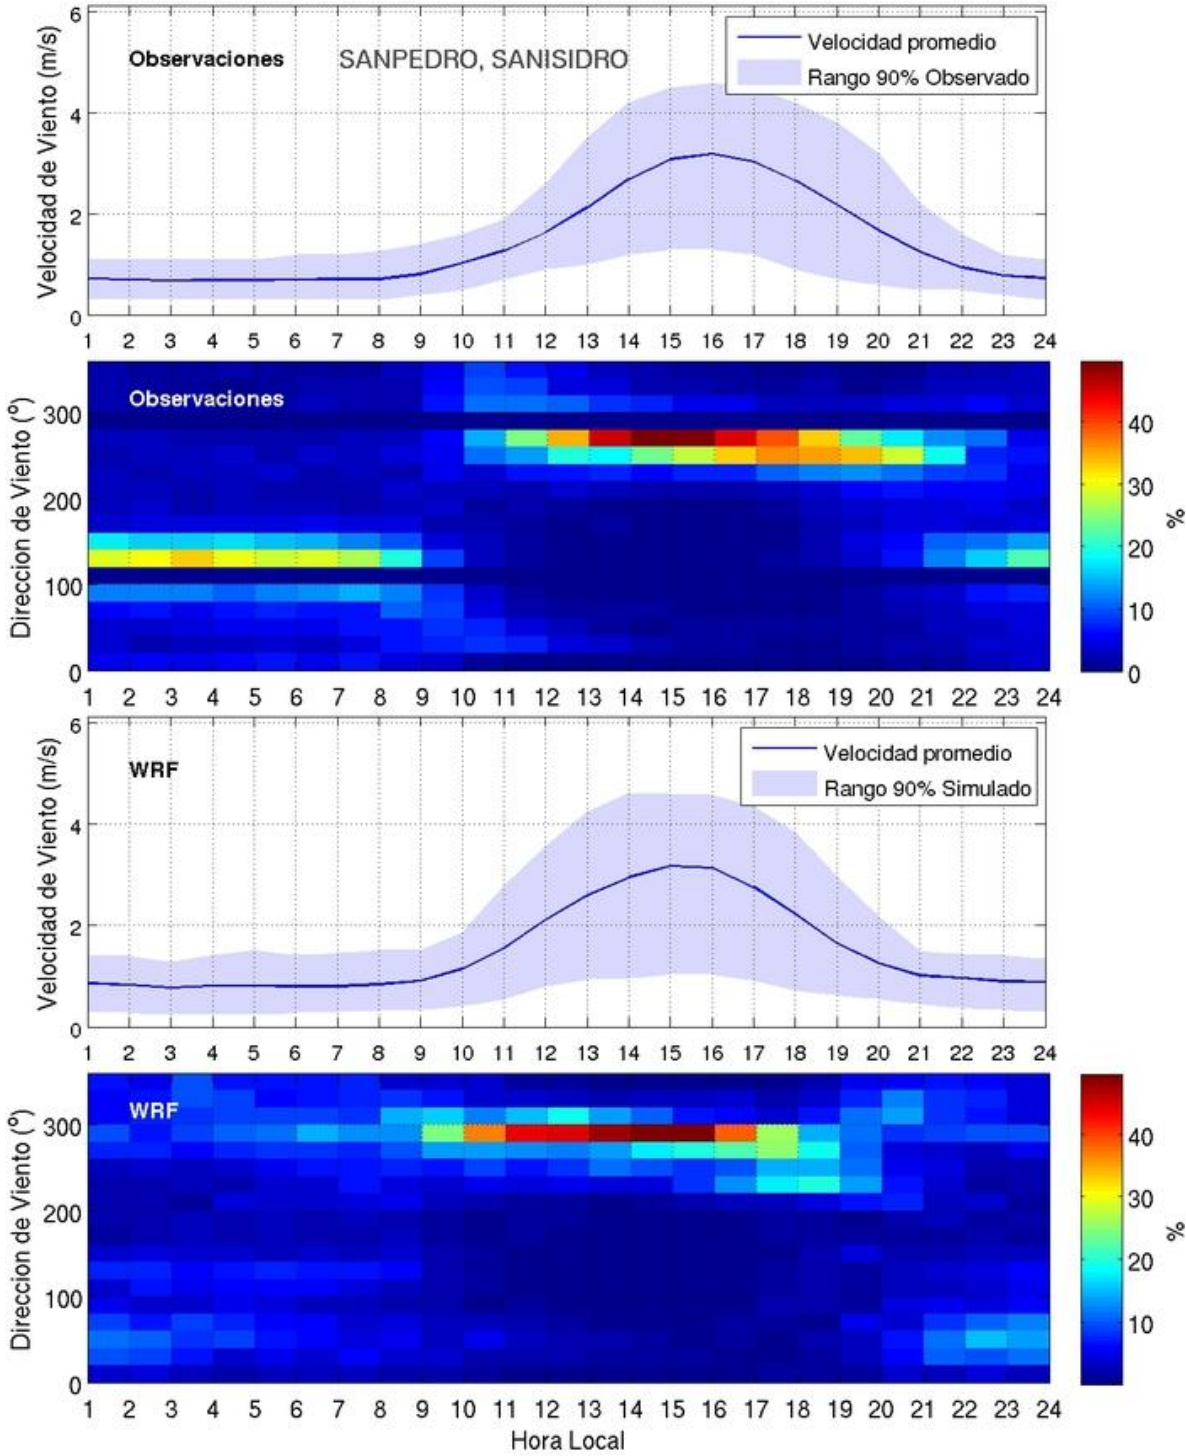 6
4
2
0
Velocidad de Viento (m/s)
Observaciones SANPEDRO, SANISIDRO
Velocidad promedio
Rango 90% Observado
1 2 3 4 5 6 7 8 9 10 11 12 13 14 15 16 17 18 19 20 21 22 23 24
Observaciones
300
200
100
0
Direccion de Viento (º)
40
30
20
10
0
%
1 2 3 4 5 6 7 8 9 10 11 12 13 14 15 16 17 18 19 20 21 22 23 24
6
4
2
0
Velocidad de Viento (m/s)
WRF
Velocidad promedio
Rango 90% Simulado
1 2 3 4 5 6 7 8 9 10 11 12 13 14 15 16 17 18 19 20 21 22 23 24
WRF
300
200
100
0
Direccion de Viento (º)
40
30
20
10
%
1 2 3 4 5 6 7 8 9 10 11 12 13 14 15 16 17 18 19 20 21 22 23 24
Hora Local